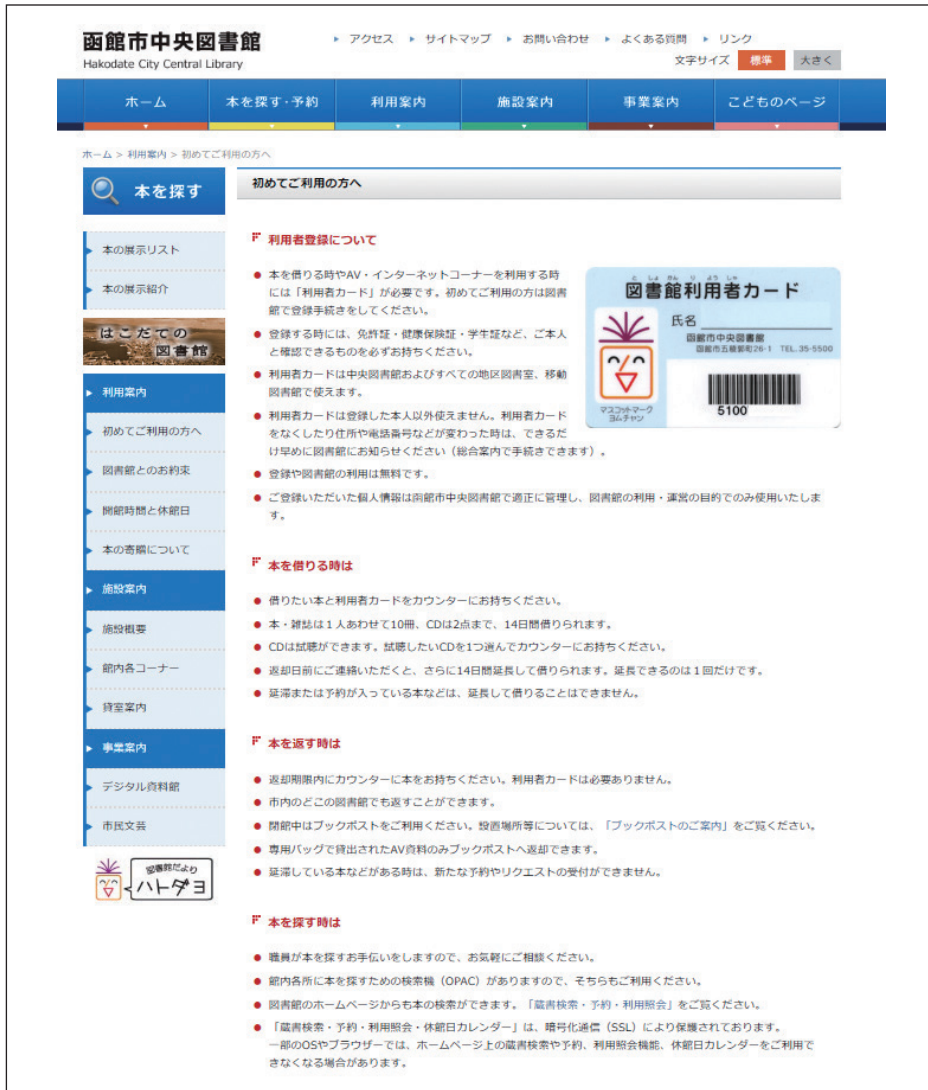 函館市中央図書館
Hakodate City Central Library
アクセス サイトマップ お問い合わせ よくある質問 リンク
文字サイズ 標準 大きく
ホーム 本を探す・予約 利用案内 施設案内 事業案内 こどものページ
ホーム > 利用案内 > 初めてご利用の方へ
本を探す
本の展示リスト
本の展示紹介
はこだての
図書館
利用案内
初めてご利用の方へ
図書館とのお約束
開館時間と休館日
本の寄贈について
施設案内
施設概要
館内各コーナー
貸室案内
事業案内
デジタル資料館
市民文芸
図書館だより
ハトダヨ
初めてご利用の方へ
利用者登録について
● 本を借りる時やAV・インターネットコーナーを利用する時
には「利用者カード」が必要です。初めてご利用の方は図書
館で登録手続きをしてください。
● 登録する時には、免許証・健康保険証・学生証など、ご本人
と確認できるものを必ずお持ちください。
● 利用者カードは中央図書館およびすべての地区図書室、移動
図書館で使えます。
● 利用者カードは登録した本人以外使えません。利用者カード
をなくしたり住所や電話番号などが変わった時は、できるだ
け早めに図書館にお知らせください（総合案内で手続きできます）。
● 登録や図書館の利用は無料です。
● ご登録いただいた個人情報は函館市中央図書館で適正に管理し、図書館の利用・運営の目的でのみ使用いたしま
す。
と しょ かん り よう しゃ
図書館利用者カード
氏名
函館市中央図書館
函館市五稜郭町26-1 TEL.35-5500
マスコットマーク
ヨムチャン
5100
本を借りる時は
● 借りたい本と利用者カードをカウンターにお持ちください。
● 本・雑誌は１人あわせて10冊、CDは2点まで、14日間借りられます。
● CDは試聴ができます。試聴したいCDを1つ選んでカウンターにお持ちください。
● 返却日前にご連絡いただくと、さらに14日間延長して借りられます。延長できるのは１回だけです。
● 延滞または予約が入っている本などは、延長して借りることはできません。
本を返す時は
● 返却期限内にカウンターに本をお持ちください。利用者カードは必要ありません。
● 市内のどこの図書館でも返すことができます。
● 閉館中はブックポストをご利用ください。設置場所等については、「ブックポストのご案内」をご覧ください。
● 専用バッグで貸出されたAV資料のみブックポストへ返却できます。
● 延滞している本などがある時は、新たな予約やリクエストの受付ができません。
本を探す時は
● 職員が本を探すお手伝いをしますので、お気軽にご相談ください。
● 館内各所に本を探すための検索機（OPAC）がありますので、そちらもご利用ください。
● 図書館のホームページからも本の検索ができます。「蔵書検索・予約・利用照会」をご覧ください。
● 「蔵書検索・予約・利用照会・休館日カレンダー」は、暗号化通信（SSL）により保護されております。
一部のOSやブラウザーでは、ホームページ上の蔵書検索や予約、利用照会機能、休館日カレンダーをご利用で
きなくなる場合があります。